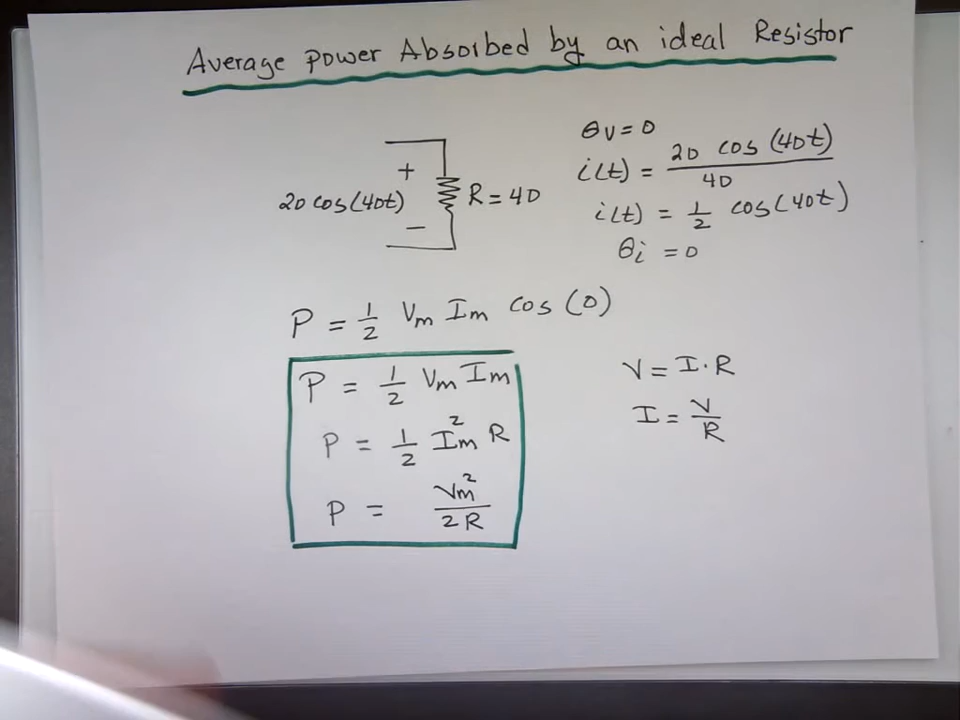 Average power Absorbed by an ideal Resistor
θv = 0
i(t) = 20 cos(40t) / 40
i(t) = 1/2 cos(40t)
θi = 0
+
20 cos(40t)
R = 40
−
P = 1/2 Vm Im cos (0)
P = 1/2 Vm Im
P = 1/2 Im² R
P = Vm² / 2R
V = I·R
I = V/R